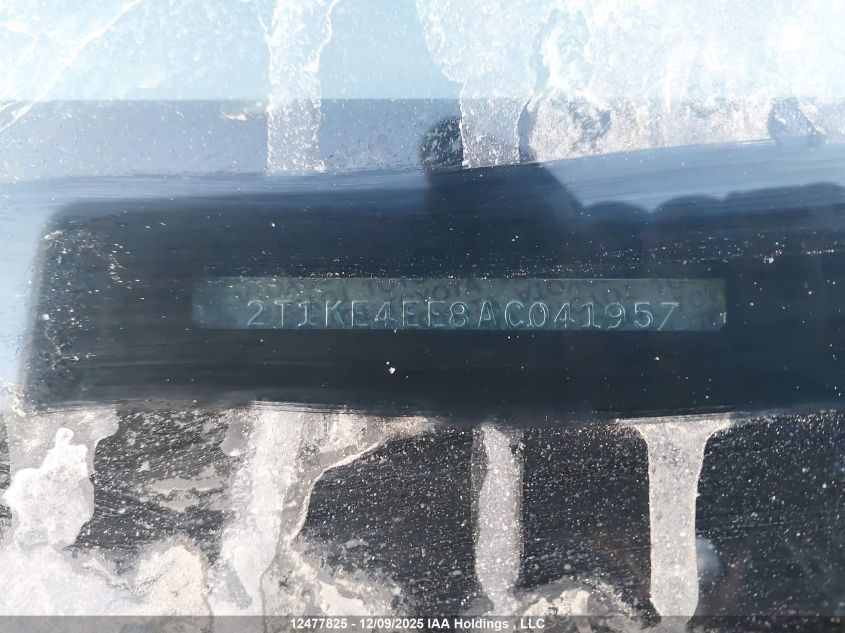 2T1KE4EE8AC041957
12477825 - 12/09/2025 IAA Holdings , LLC